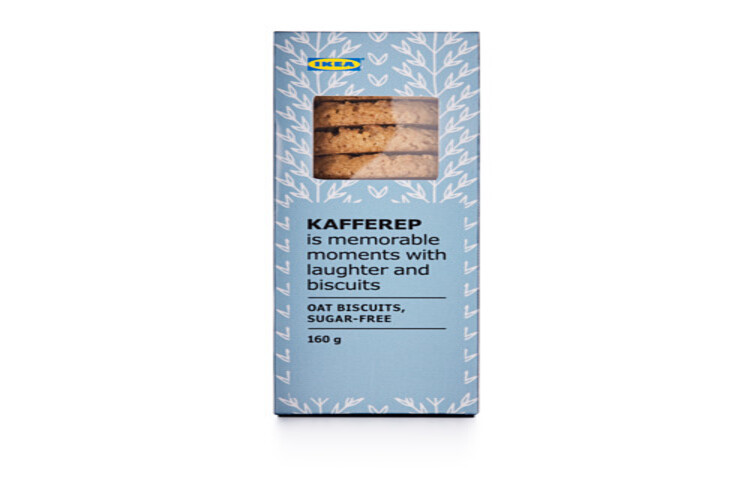 IKEA
KAFFEREP
is memorable
moments with
laughter and
biscuits
OAT BISCUITS,
SUGAR-FREE
160 g